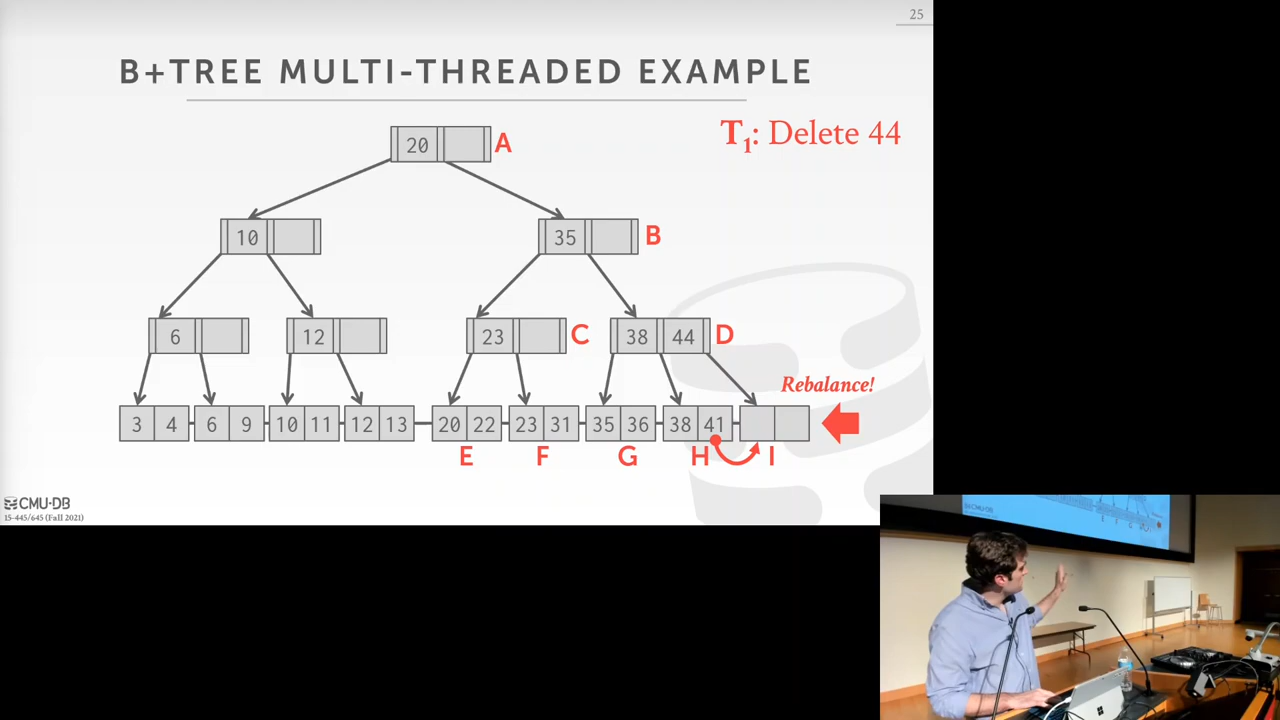 25
B+TREE MULTI-THREADED EXAMPLE
T1: Delete 44
20 A
10 35 B
6 12 23 C 38 44 D
Rebalance!
3 4 6 9 10 11 12 13 20 22 23 31 35 36 38 41
E F G H I
CMU·DB
15-445/645 (Fall 2021)